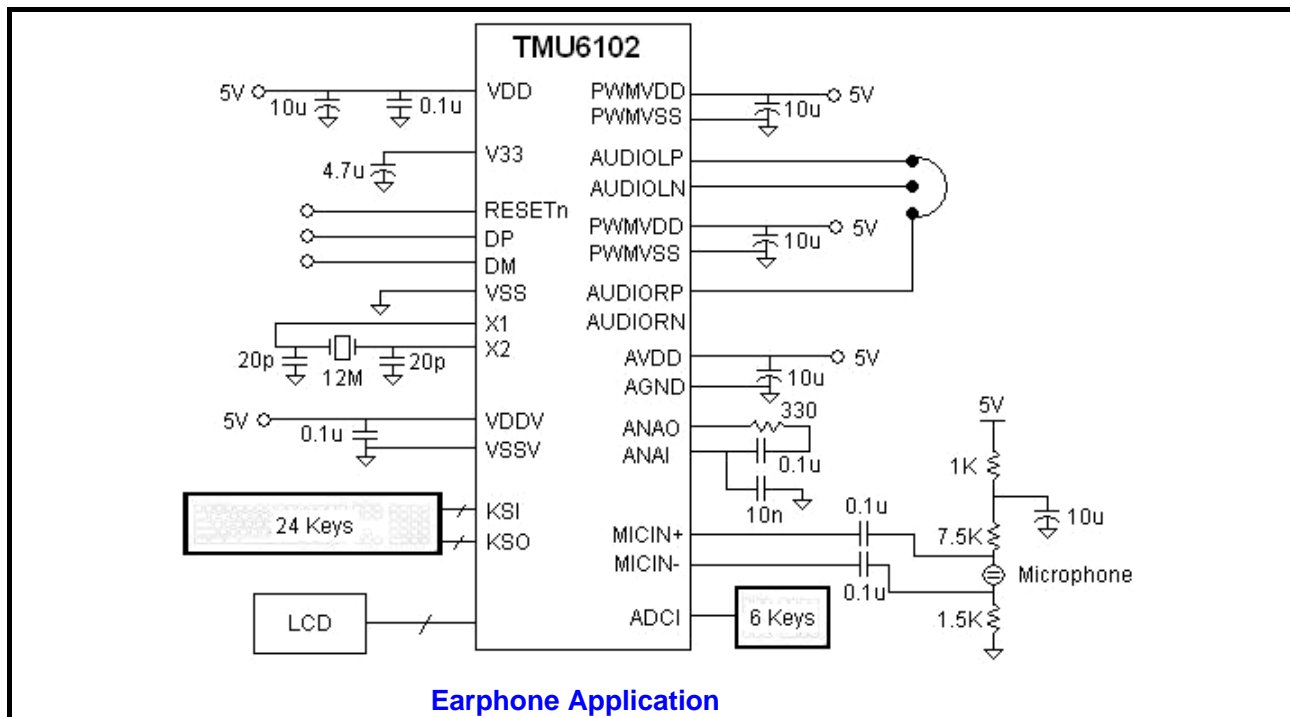 TMU6102
5V
10u
0.1u
VDD
PWMVDD
5V
10u
PWMVSS
V33
4.7u
AUDIOLP
AUDIOLN
RESETn
DP
DM
PWMVDD
5V
10u
PWMVSS
VSS
AUDIORP
X1
AUDIORN
X2
20p
12M
20p
AVDD
5V
10u
AGND
5V
0.1u
VDDV
VSSV
ANAO
330
ANAI
0.1u
10n
5V
1K
10u
7.5K
24 Keys
KSI
KSO
MICIN+
0.1u
MICIN-
0.1u
Microphone
1.5K
LCD
ADCI
6 Keys
Earphone Application